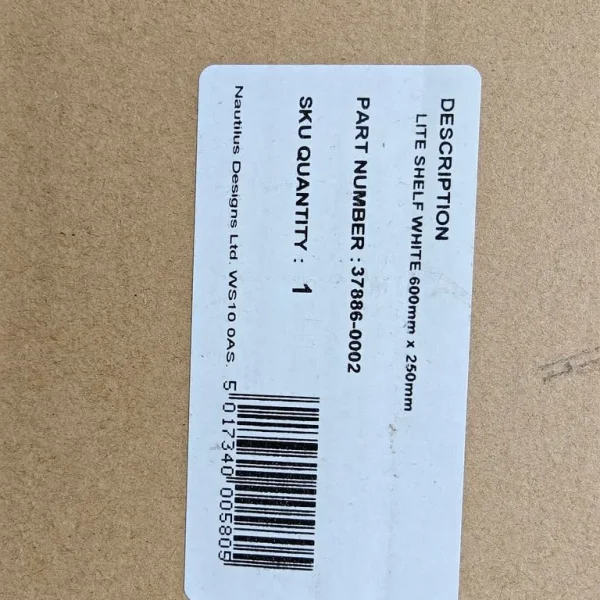 DESCRIPTION
LITE SHELF WHITE 600mm x 250mm
PART NUMBER : 37886-0002
SKU QUANTITY : 1
Nautilus Designs Ltd. WS10 0AS.
5 017340 005805